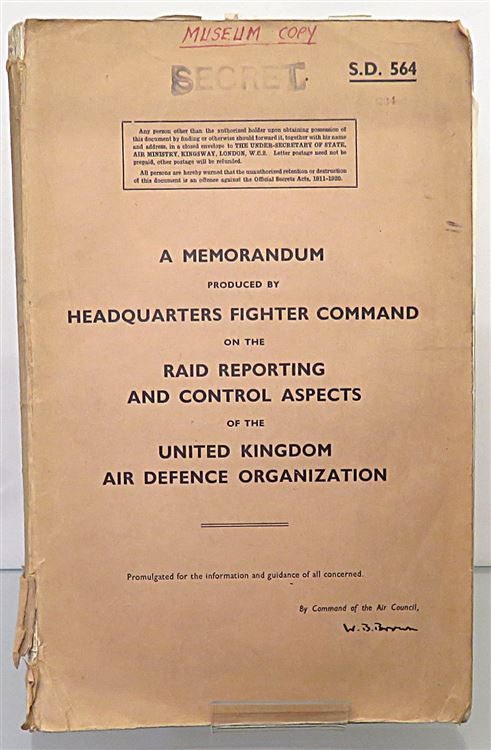 MUSEUM COPY
SECRET
S.D. 564
Any person other than the authorized holder upon obtaining possession of
this document by finding or otherwise should forward it, together with his name
and address, in a closed envelope to THE UNDER-SECRETARY OF STATE,
AIR MINISTRY, KINGSWAY, LONDON, W.C.2. Letter postage need not be
prepaid, other postage will be refunded.
All persons are hereby warned that the unauthorized retention or destruction
of this document is an offence against the Official Secrets Acts, 1911-1920.
A MEMORANDUM
PRODUCED BY
HEADQUARTERS FIGHTER COMMAND
ON THE
RAID REPORTING
AND CONTROL ASPECTS
OF THE
UNITED KINGDOM
AIR DEFENCE ORGANIZATION
Promulgated for the information and guidance of all concerned.
By Command of the Air Council,
W.B.Brown